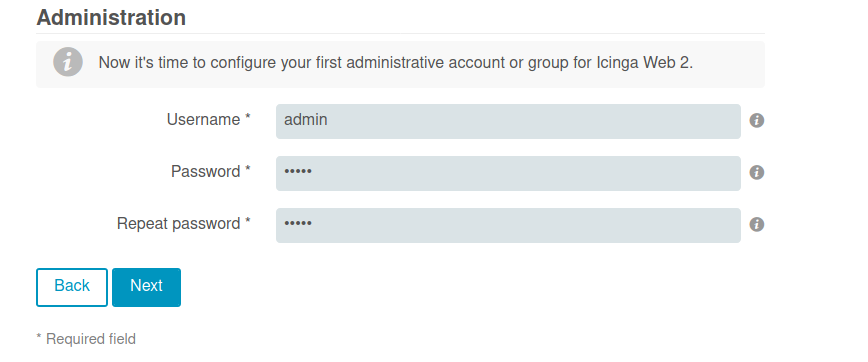 Administration
Now it's time to configure your first administrative account or group for Icinga Web 2.
Username * admin
Password * •••••
Repeat password * •••••
Back Next
* Required field